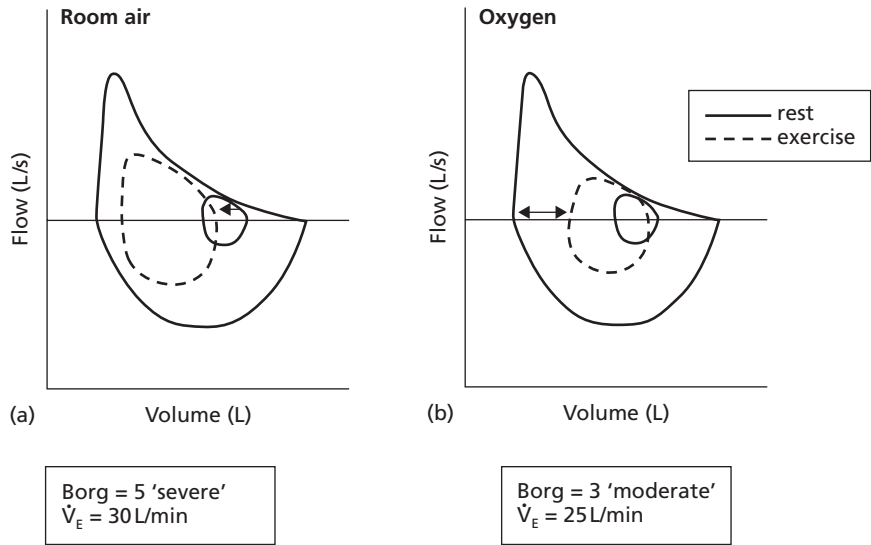 Room air
Flow (L/s)
(a)
Volume (L)
Borg = 5 ‘severe’
V̇E = 30 L/min
Oxygen
rest
exercise
Flow (L/s)
(b)
Volume (L)
Borg = 3 ‘moderate’
V̇E = 25 L/min